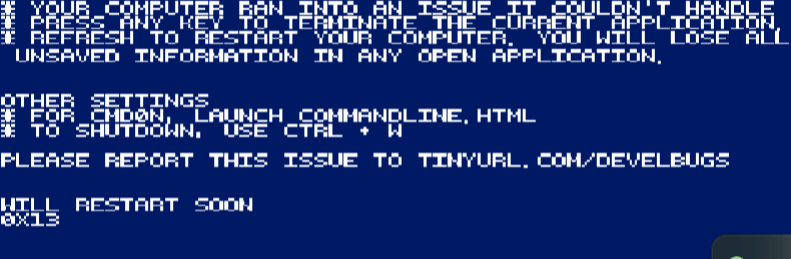 * YOUR COMPUTER RAN INTO AN ISSUE IT COULDN'T HANDLE
* PRESS ANY KEY TO TERMINATE THE CURRENT APPLICATION.
* REFRESH TO RESTART YOUR COMPUTER. YOU WILL LOSE ALL
UNSAVED INFORMATION IN ANY OPEN APPLICATION.
OTHER SETTINGS
* FOR CMD0N, LAUNCH COMMANDLINE.HTML
* TO SHUTDOWN, USE CTRL + W
PLEASE REPORT THIS ISSUE TO TINYURL.COM/DEVELBUGS
WILL RESTART SOON
0X13